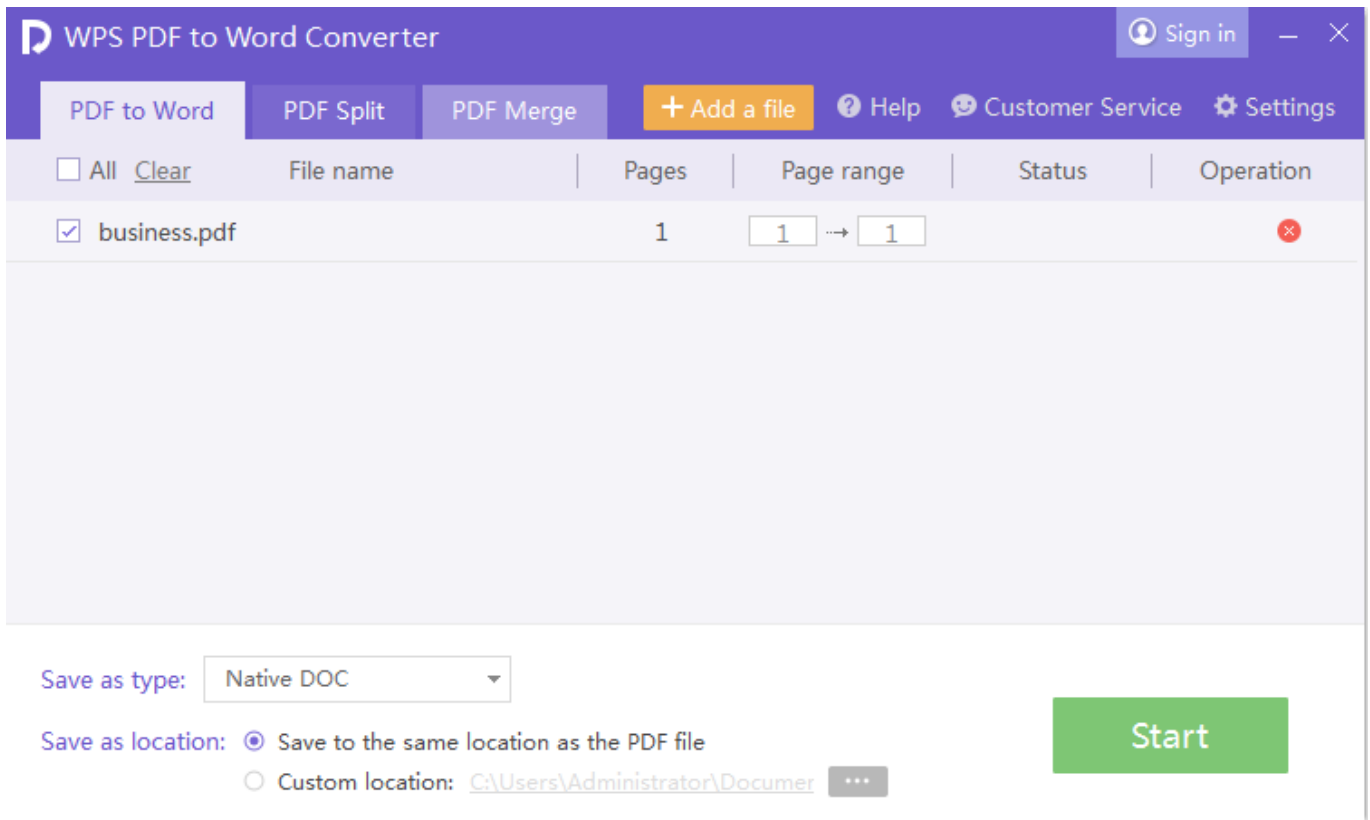 WPS PDF to Word Converter Sign in
PDF to Word PDF Split PDF Merge + Add a file Help Customer Service Settings
All Clear File name Pages Page range Status Operation
business.pdf 1 1 1
Save as type: Native DOC
Start
Save as location: Save to the same location as the PDF file
Custom location: C:\Users\Administrator\Documer ...